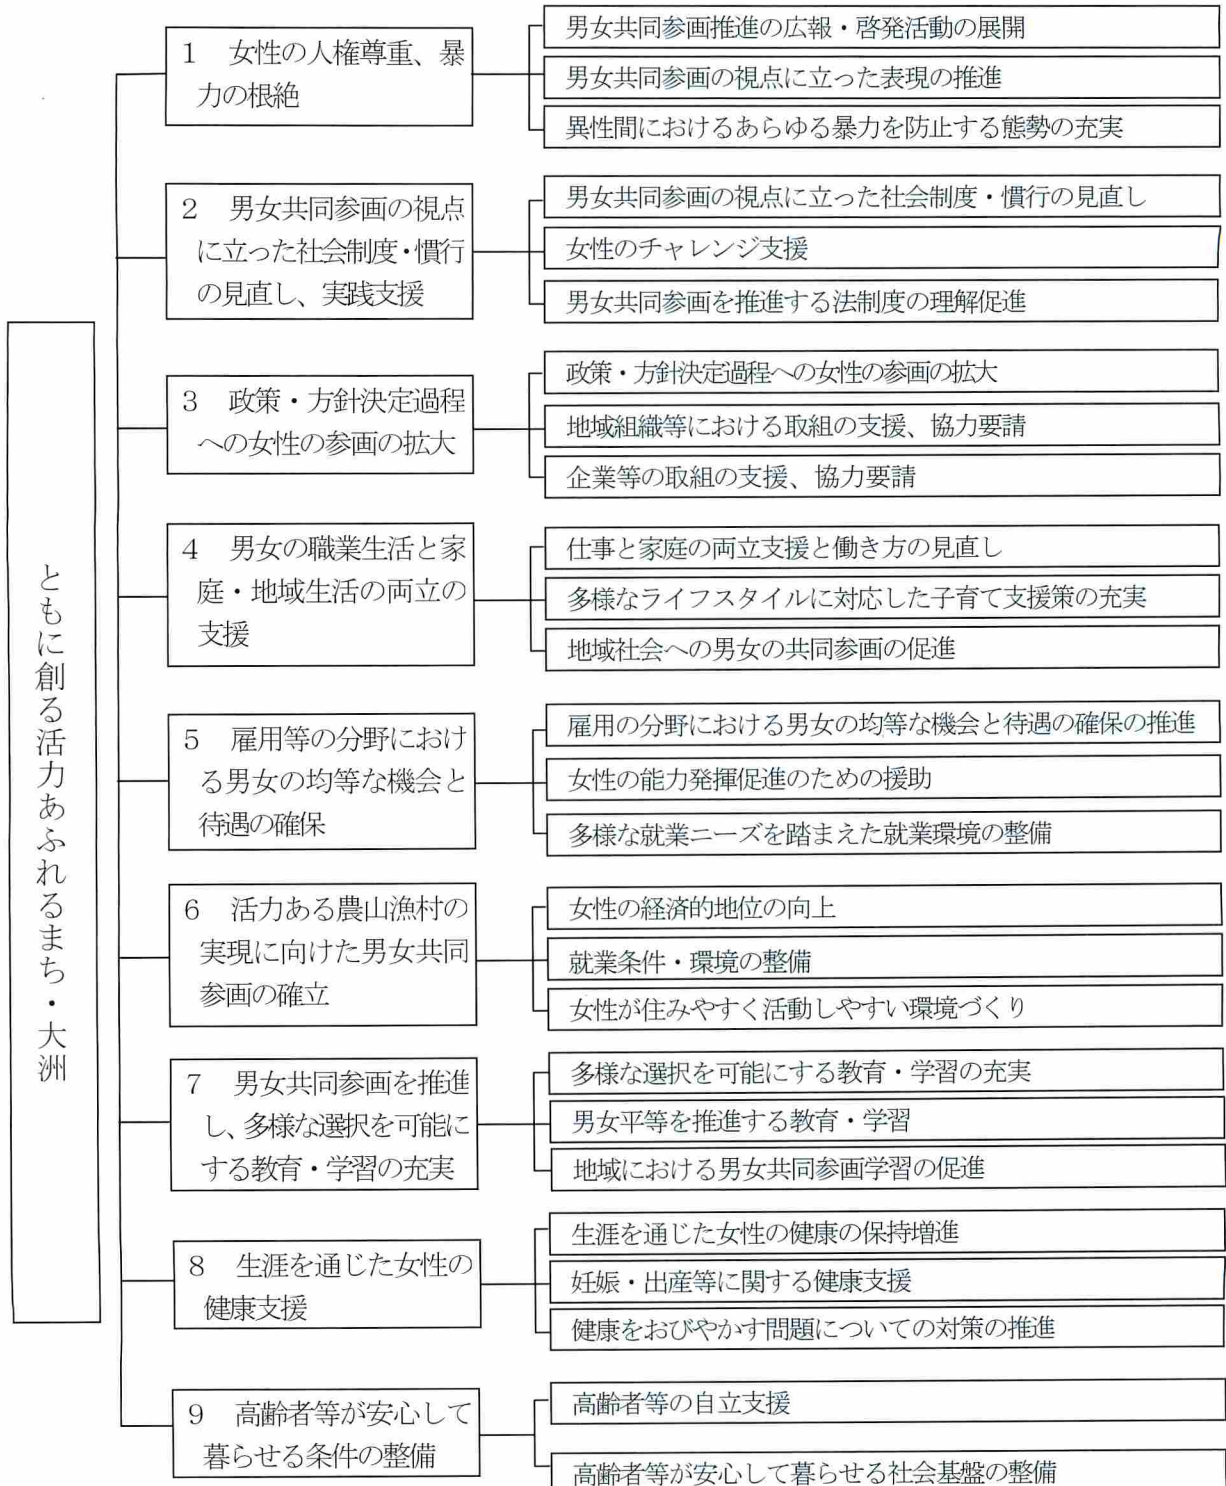 ともに創る活力あふれるまち・大洲
1 女性の人権尊重、暴
力の根絶
男女共同参画推進の広報・啓発活動の展開
男女共同参画の視点に立った表現の推進
異性間におけるあらゆる暴力を防止する態勢の充実
2 男女共同参画の視点
に立った社会制度・慣行
の見直し、実践支援
男女共同参画の視点に立った社会制度・慣行の見直し
女性のチャレンジ支援
男女共同参画を推進する法制度の理解促進
3 政策・方針決定過程
への女性の参画の拡大
政策・方針決定過程への女性の参画の拡大
地域組織等における取組の支援、協力要請
企業等の取組の支援、協力要請
4 男女の職業生活と家
庭・地域生活の両立の
支援
仕事と家庭の両立支援と働き方の見直し
多様なライフスタイルに対応した子育て支援策の充実
地域社会への男女の共同参画の促進
5 雇用等の分野におけ
る男女の均等な機会と
待遇の確保
雇用の分野における男女の均等な機会と待遇の確保の推進
女性の能力発揮促進のための援助
多様な就業ニーズを踏まえた就業環境の整備
6 活力ある農山漁村の
実現に向けた男女共同
参画の確立
女性の経済的地位の向上
就業条件・環境の整備
女性が住みやすく活動しやすい環境づくり
7 男女共同参画を推進
し、多様な選択を可能に
する教育・学習の充実
多様な選択を可能にする教育・学習の充実
男女平等を推進する教育・学習
地域における男女共同参画学習の促進
8 生涯を通じた女性の
健康支援
生涯を通じた女性の健康の保持増進
妊娠・出産等に関する健康支援
健康をおびやかす問題についての対策の推進
9 高齢者等が安心して
暮らせる条件の整備
高齢者等の自立支援
高齢者等が安心して暮らせる社会基盤の整備